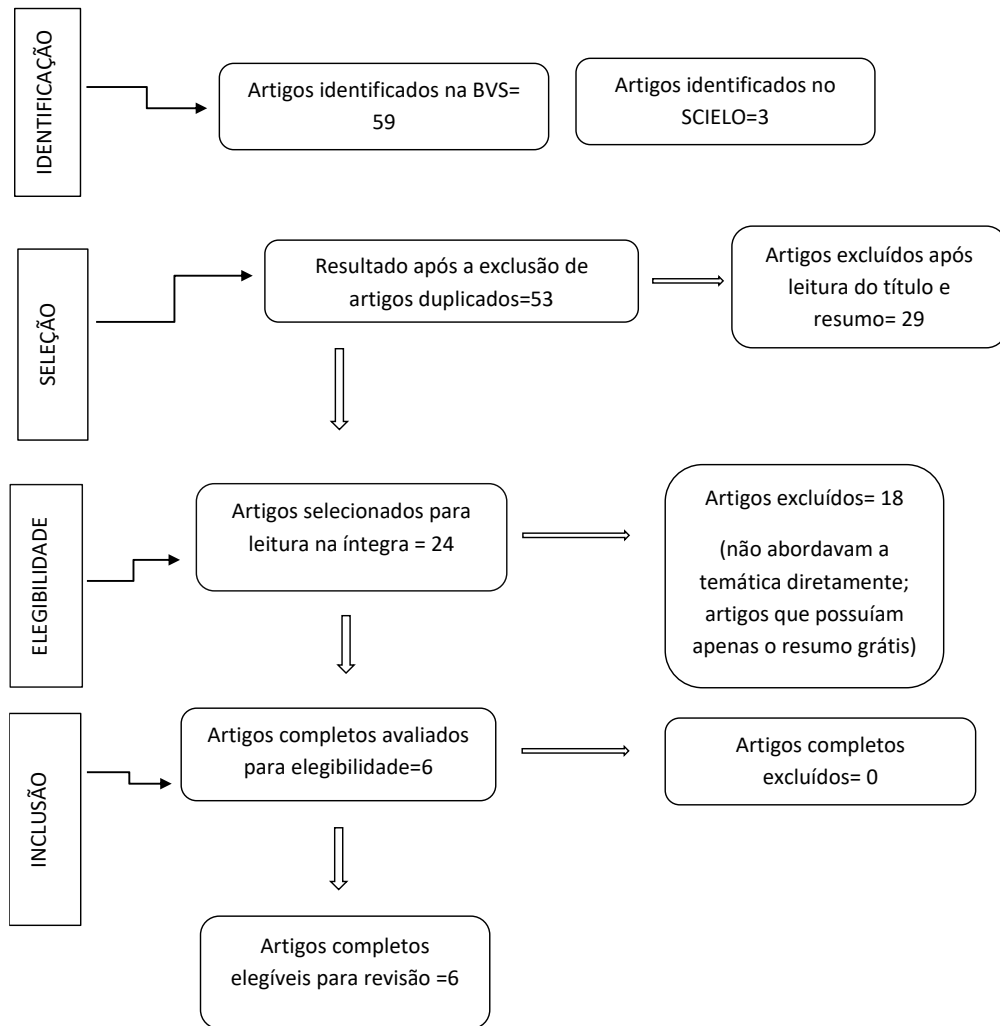 IDENTIFICAÇÃO
Artigos identificados na BVS=
59
Artigos identificados no
SCIELO=3
SELEÇÃO
Resultado após a exclusão de
artigos duplicados=53
Artigos excluídos após
leitura do título e
resumo= 29
ELEGIBILIDADE
Artigos selecionados para
leitura na íntegra = 24
Artigos excluídos= 18
(não abordavam a
temática diretamente;
artigos que possuíam
apenas o resumo grátis)
INCLUSÃO
Artigos completos avaliados
para elegibilidade=6
Artigos completos
excluídos= 0
Artigos completos
elegíveis para revisão =6